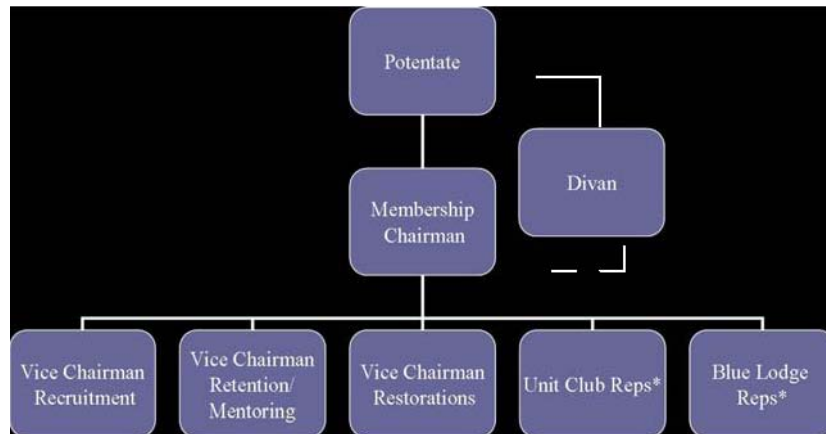 Potentate
Divan
Membership
Chairman
Vice Chairman
Recruitment
Vice Chairman
Retention/
Mentoring
Vice Chairman
Restorations
Unit Club Reps*
Blue Lodge
Reps*